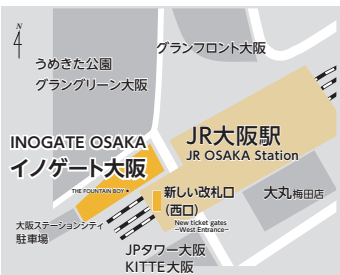 N
グランフロント大阪
うめきた公園
グラングリーン大阪
INOGATE OSAKA
イノゲート大阪
THE FOUNTAIN BOY★
JR大阪駅
JR OSAKA Station
新しい改札口
(西口)
New ticket gates
−West Entrance−
大丸梅田店
大阪ステーションシティ
駐車場
JPタワー大阪
KITTE大阪